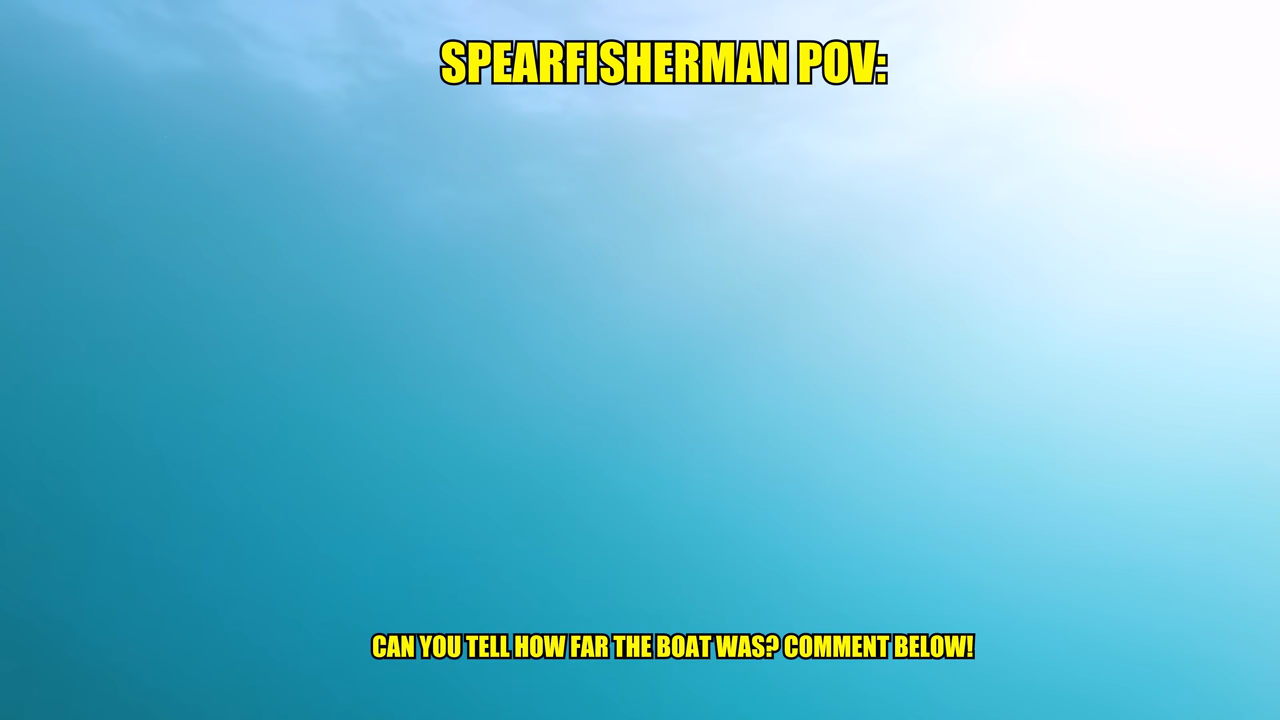 SPEARFISHERMAN POV:
CAN YOU TELL HOW FAR THE BOAT WAS? COMMENT BELOW!